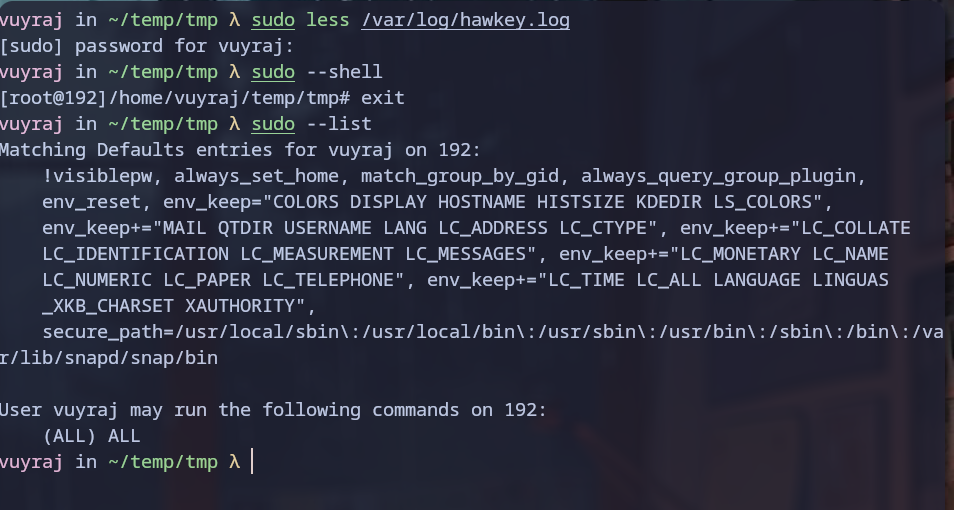 vuyraj in ~/temp/tmp λ sudo less /var/log/hawkey.log
[sudo] password for vuyraj:
vuyraj in ~/temp/tmp λ sudo --shell
[root@192]/home/vuyraj/temp/tmp# exit
vuyraj in ~/temp/tmp λ sudo --list
Matching Defaults entries for vuyraj on 192:
    !visiblepw, always_set_home, match_group_by_gid, always_query_group_plugin,
    env_reset, env_keep="COLORS DISPLAY HOSTNAME HISTSIZE KDEDIR LS_COLORS",
    env_keep+="MAIL QTDIR USERNAME LANG LC_ADDRESS LC_CTYPE", env_keep+="LC_COLLATE
    LC_IDENTIFICATION LC_MEASUREMENT LC_MESSAGES", env_keep+="LC_MONETARY LC_NAME
    LC_NUMERIC LC_PAPER LC_TELEPHONE", env_keep+="LC_TIME LC_ALL LANGUAGE LINGUAS
    _XKB_CHARSET XAUTHORITY",
    secure_path=/usr/local/sbin\:/usr/local/bin\:/usr/sbin\:/usr/bin\:/sbin\:/bin\:/va
r/lib/snapd/snap/bin

User vuyraj may run the following commands on 192:
    (ALL) ALL
vuyraj in ~/temp/tmp λ